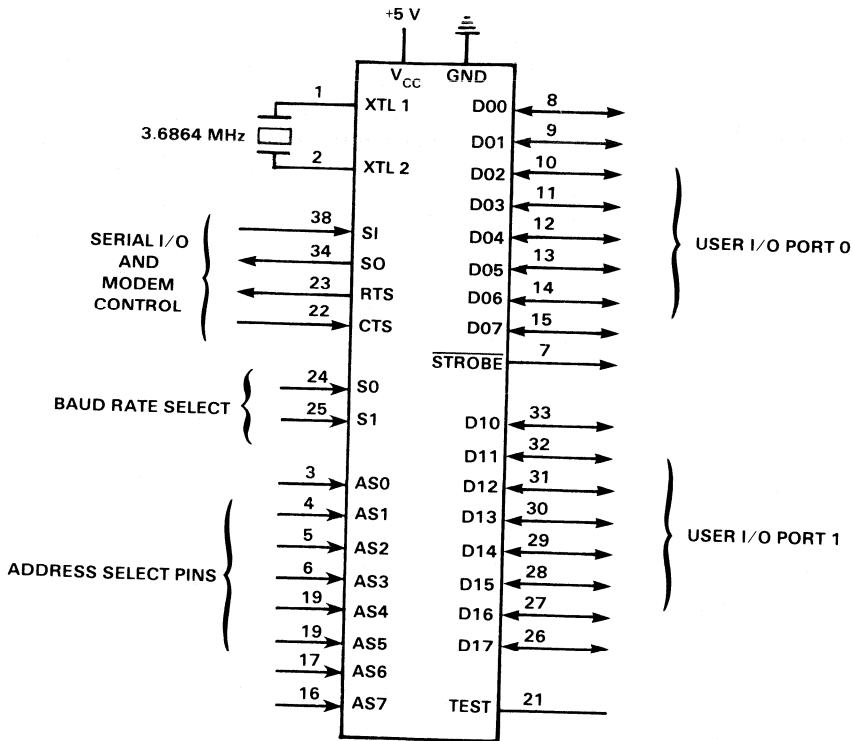 +5 V
VCC GND
1 XTL 1
3.6864 MHz
2 XTL 2
SERIAL I/O
AND
MODEM
CONTROL
38 SI
34 SO
23 RTS
22 CTS
BAUD RATE SELECT
24 S0
25 S1
ADDRESS SELECT PINS
3 AS0
4 AS1
5 AS2
6 AS3
19 AS4
19 AS5
17 AS6
16 AS7
D00 8
D01 9
D02 10
D03 11
D04 12
D05 13
D06 14
D07 15
STROBE 7
USER I/O PORT 0
D10 33
D11 32
D12 31
D13 30
D14 29
D15 28
D16 27
D17 26
USER I/O PORT 1
TEST 21